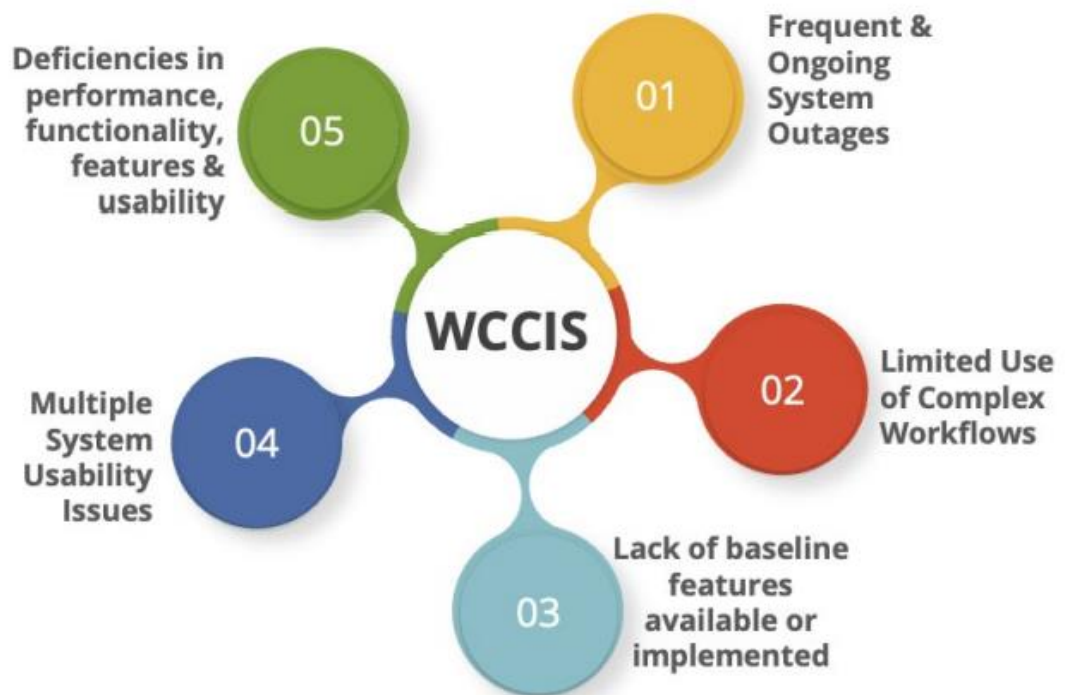 01
Frequent &
Ongoing
System
Outages
02
Limited Use
of Complex
Workflows
03
Lack of baseline
features
available or
implemented
04
Multiple
System
Usability
Issues
05
Deficiencies in
performance,
functionality,
features &
usability
WCCIS